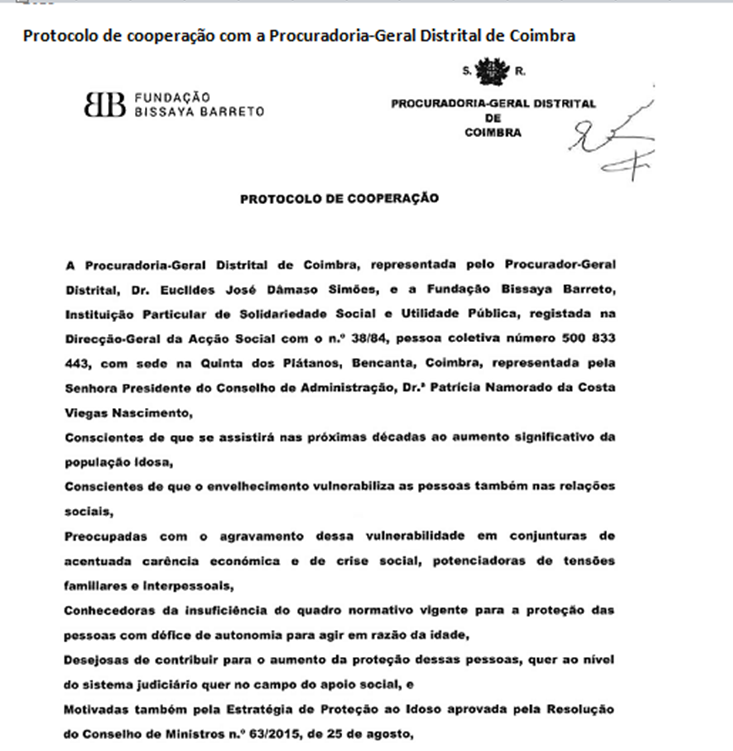 Protocolo de cooperação com a Procuradoria-Geral Distrital de Coimbra
S. R.
FUNDAÇÃO
BISSAYA BARRETO
PROCURADORIA-GERAL DISTRITAL
DE
COIMBRA
PROTOCOLO DE COOPERAÇÃO
A Procuradoria-Geral Distrital de Coimbra, representada pelo Procurador-Geral
Distrital, Dr. Euclides José Dâmaso Simões, e a Fundação Bissaya Barreto,
Instituição Particular de Solidariedade Social e Utilidade Pública, registada na
Direcção-Geral da Acção Social com o n.º 38/84, pessoa coletiva número 500 833
443, com sede na Quinta dos Plátanos, Bencanta, Coimbra, representada pela
Senhora Presidente do Conselho de Administração, Dr.ª Patrícia Namorado da Costa
Viegas Nascimento,
Conscientes de que se assistirá nas próximas décadas ao aumento significativo da
população idosa,
Conscientes de que o envelhecimento vulnerabiliza as pessoas também nas relações
sociais,
Preocupadas com o agravamento dessa vulnerabilidade em conjunturas de
acentuada carência económica e de crise social, potenciadoras de tensões
familiares e interpessoais,
Conhecedoras da insuficiência do quadro normativo vigente para a proteção das
pessoas com défice de autonomia para agir em razão da idade,
Desejosas de contribuir para o aumento da proteção dessas pessoas, quer ao nível
do sistema judiciário quer no campo do apoio social, e
Motivadas também pela Estratégia de Proteção ao Idoso aprovada pela Resolução
do Conselho de Ministros n.º 63/2015, de 25 de agosto,